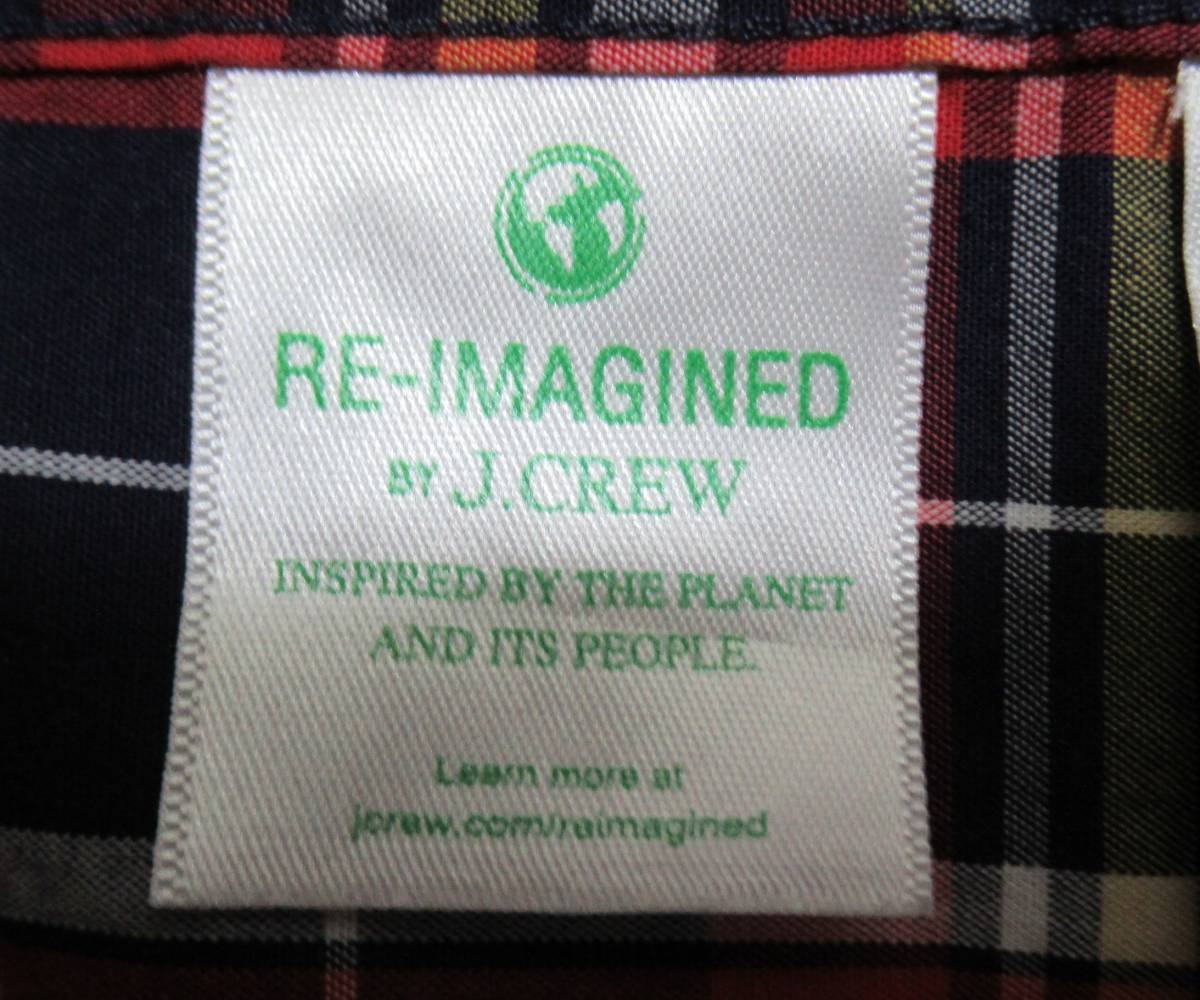 RE-IMAGINED
BY J.CREW
INSPIRED BY THE PLANET
AND ITS PEOPLE.
Learn more at
jcrew.com/reimagined